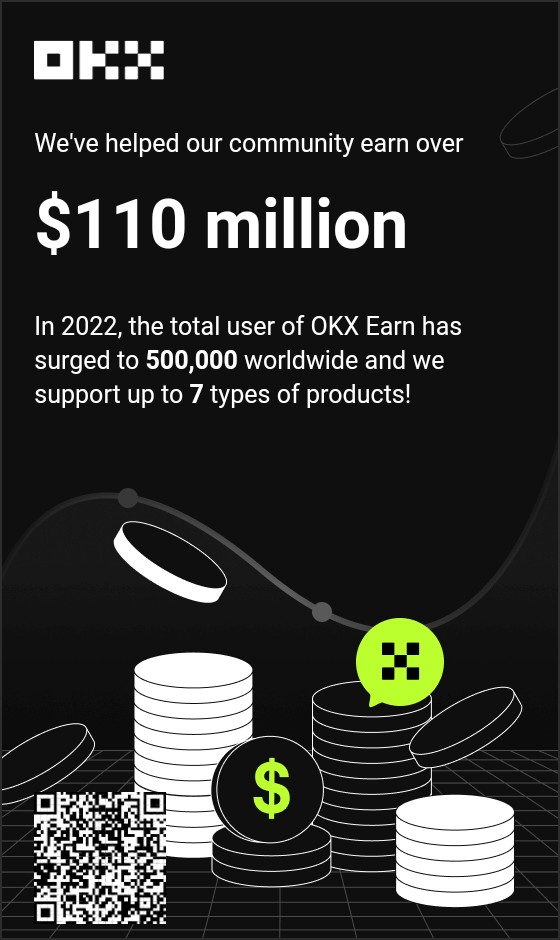 OKX
We've helped our community earn over
$110 million
In 2022, the total user of OKX Earn has
surged to 500,000 worldwide and we
support up to 7 types of products!
$